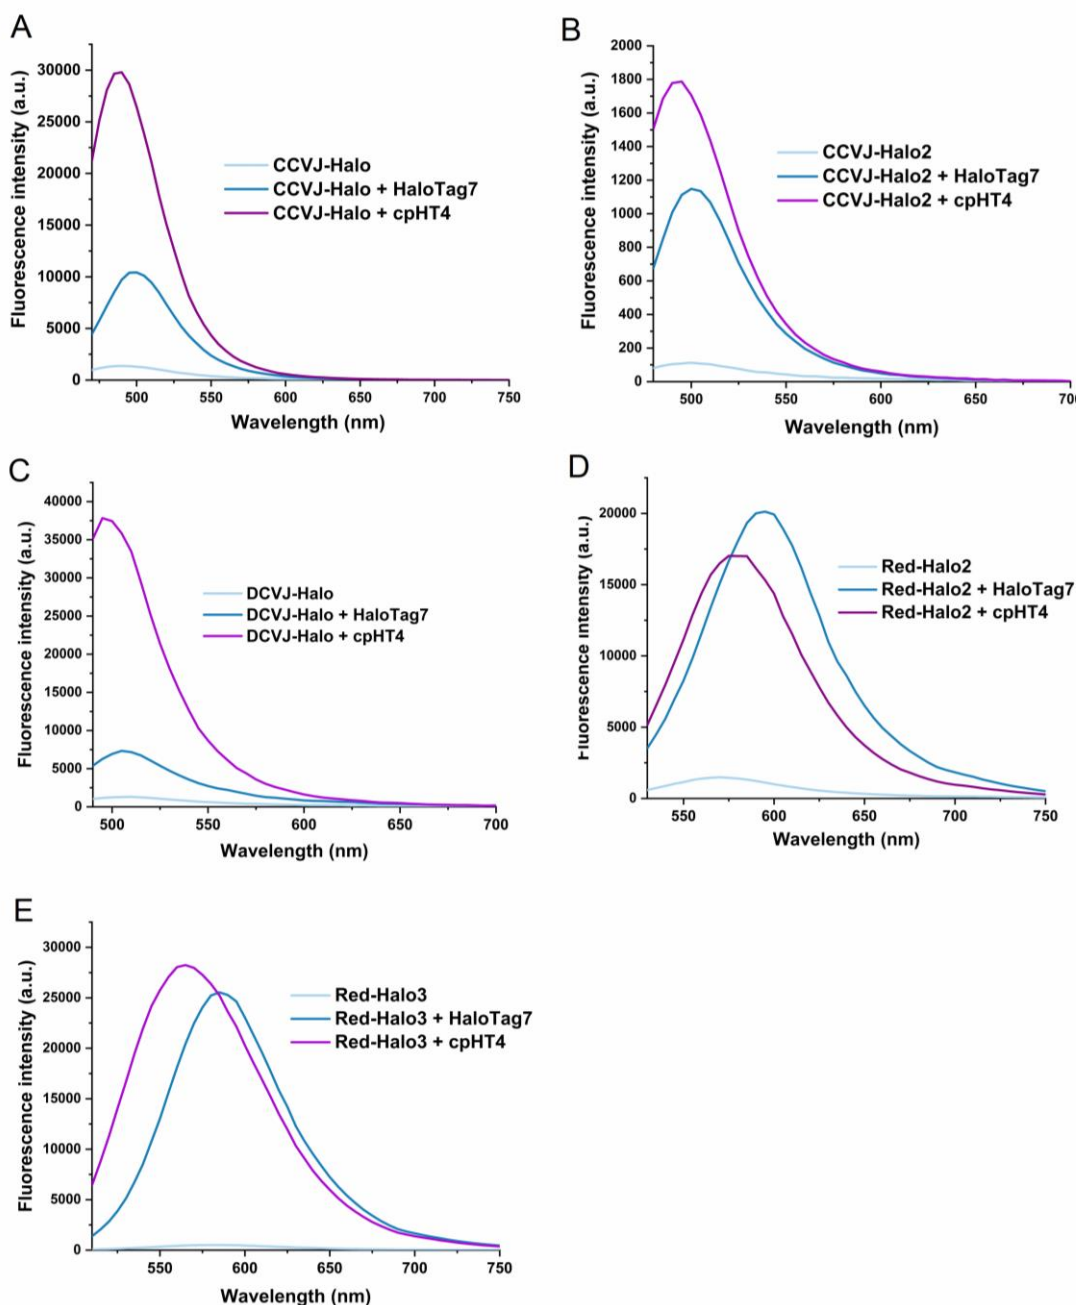 A
Fluorescence intensity (a.u.)
30000
25000
20000
15000
10000
5000
0
CCVJ-Halo
CCVJ-Halo + HaloTag7
CCVJ-Halo + cpHT4
500 550 600 650 700 750
Wavelength (nm)
B
Fluorescence intensity (a.u.)
2000
1800
1600
1400
1200
1000
800
600
400
200
0
CCVJ-Halo2
CCVJ-Halo2 + HaloTag7
CCVJ-Halo2 + cpHT4
500 550 600 650 700
Wavelength (nm)
C
Fluorescence intensity (a.u.)
40000
35000
30000
25000
20000
15000
10000
5000
0
DCVJ-Halo
DCVJ-Halo + HaloTag7
DCVJ-Halo + cpHT4
500 550 600 650 700
Wavelength (nm)
D
Fluorescence intensity (a.u.)
20000
15000
10000
5000
0
Red-Halo2
Red-Halo2 + HaloTag7
Red-Halo2 + cpHT4
550 600 650 700 750
Wavelength (nm)
E
Fluorescence intensity (a.u.)
30000
25000
20000
15000
10000
5000
0
Red-Halo3
Red-Halo3 + HaloTag7
Red-Halo3 + cpHT4
550 600 650 700 750
Wavelength (nm)